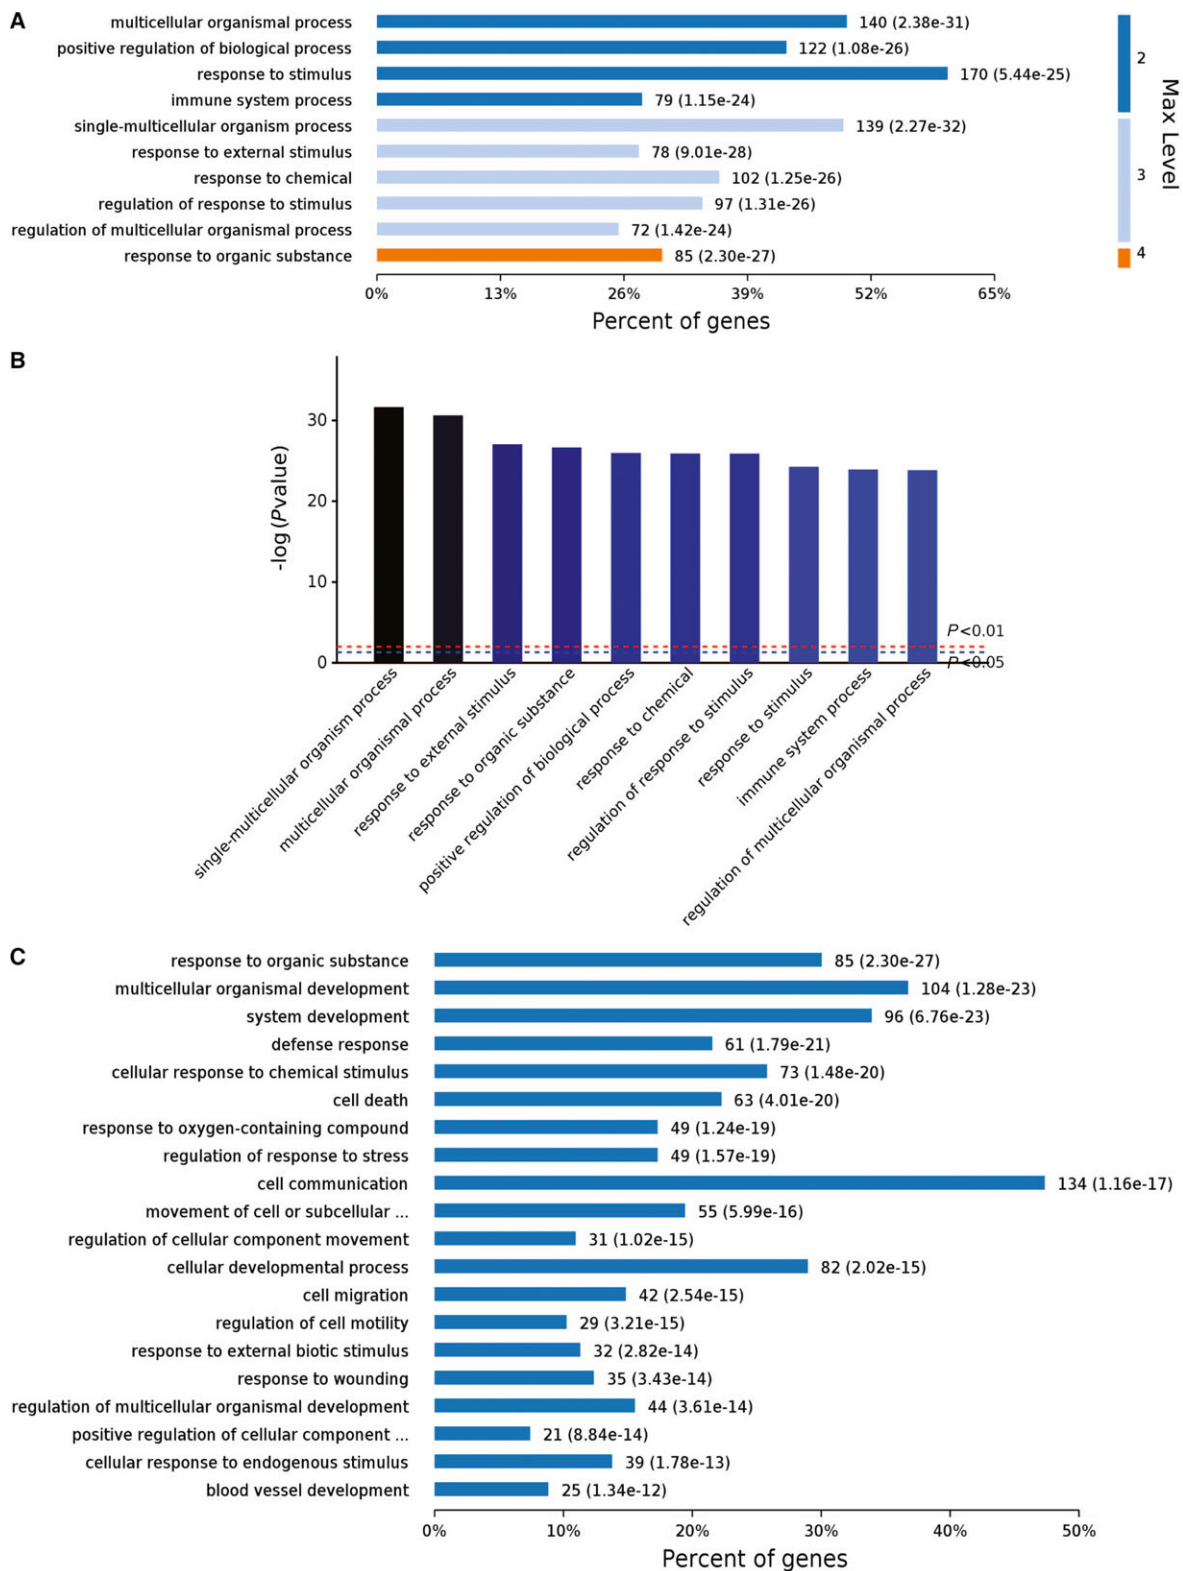 A
multicellular organismal process 140 (2.38e-31)
positive regulation of biological process 122 (1.08e-26)
response to stimulus 170 (5.44e-25)
immune system process 79 (1.15e-24)
single-multicellular organism process 139 (2.27e-32)
response to external stimulus 78 (9.01e-28)
response to chemical 102 (1.25e-26)
regulation of response to stimulus 97 (1.31e-26)
regulation of multicellular organismal process 72 (1.42e-24)
response to organic substance 85 (2.30e-27)
0% 13% 26% 39% 52% 65%
Percent of genes
2
3
4
Max Level
B
-log(Pvalue)
30
20
10
0
P<0.01
P<0.05
single-multicellular organism process
multicellular organismal process
response to external stimulus
response to organic substance
positive regulation of biological process
response to chemical
regulation of response to stimulus
response to stimulus
immune system process
regulation of multicellular organismal process
C
response to organic substance 85 (2.30e-27)
multicellular organismal development 104 (1.28e-23)
system development 96 (6.76e-23)
defense response 61 (1.79e-21)
cellular response to chemical stimulus 73 (1.48e-20)
cell death 63 (4.01e-20)
response to oxygen-containing compound 49 (1.24e-19)
regulation of response to stress 49 (1.57e-19)
cell communication 134 (1.16e-17)
movement of cell or subcellular ... 55 (5.99e-16)
regulation of cellular component movement 31 (1.02e-15)
cellular developmental process 82 (2.02e-15)
cell migration 42 (2.54e-15)
regulation of cell motility 29 (3.21e-15)
response to external biotic stimulus 32 (2.82e-14)
response to wounding 35 (3.43e-14)
regulation of multicellular organismal development 44 (3.61e-14)
positive regulation of cellular component ... 21 (8.84e-14)
cellular response to endogenous stimulus 39 (1.78e-13)
blood vessel development 25 (1.34e-12)
0% 10% 20% 30% 40% 50%
Percent of genes